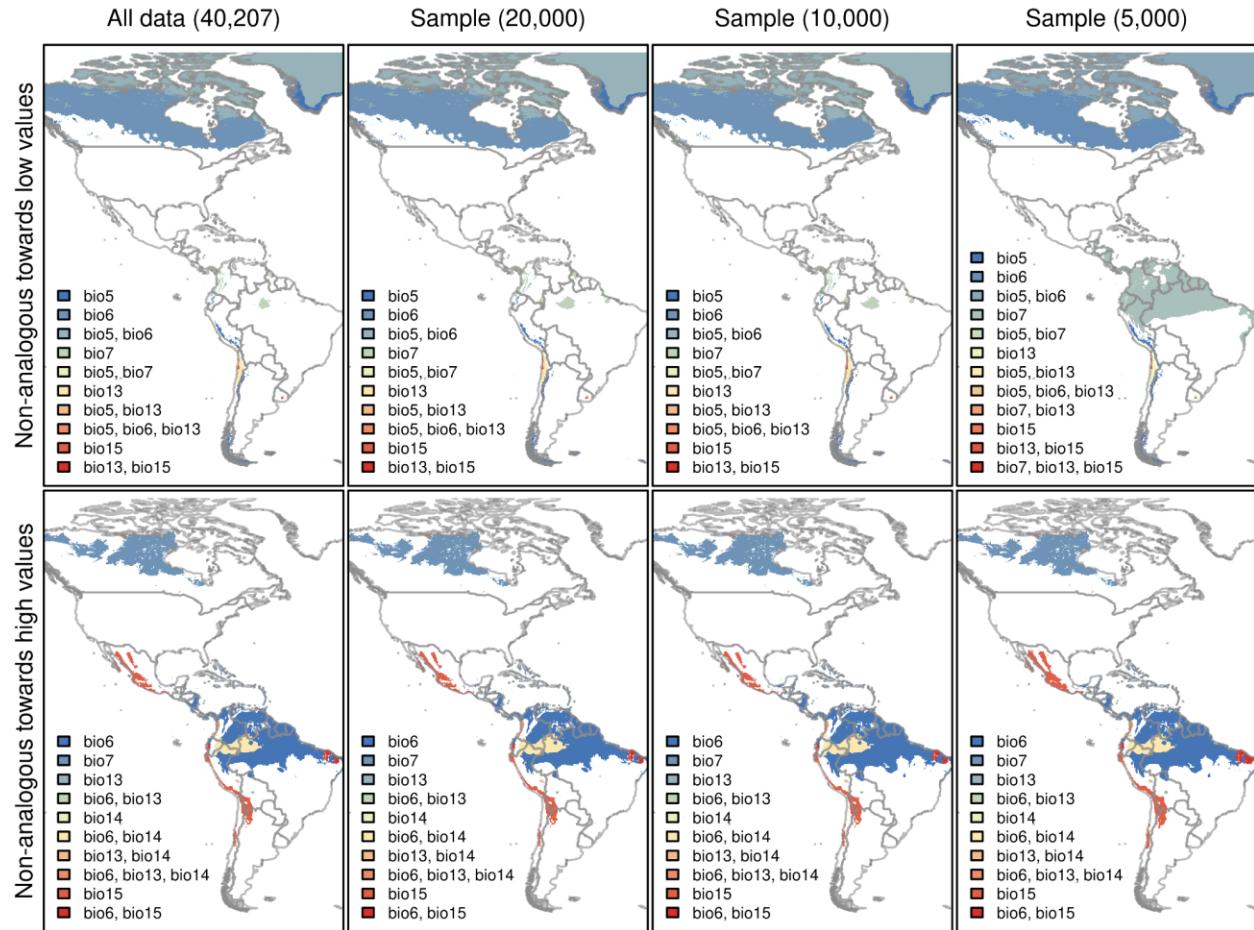 All data (40,207)
Sample (20,000)
Sample (10,000)
Sample (5,000)
Non-analogous towards low values
bio5
bio6
bio5, bio6
bio7
bio5, bio7
bio13
bio5, bio13
bio5, bio6, bio13
bio15
bio13, bio15
bio5
bio6
bio5, bio6
bio7
bio5, bio7
bio13
bio5, bio13
bio5, bio6, bio13
bio15
bio13, bio15
bio5
bio6
bio5, bio6
bio7
bio5, bio7
bio13
bio5, bio13
bio5, bio6, bio13
bio15
bio13, bio15
bio5
bio6
bio5, bio6
bio7
bio5, bio7
bio13
bio5, bio13
bio5, bio6, bio13
bio7, bio13
bio15
bio13, bio15
bio7, bio13, bio15
Non-analogous towards high values
bio6
bio7
bio13
bio6, bio13
bio14
bio6, bio14
bio13, bio14
bio6, bio13, bio14
bio15
bio6, bio15
bio6
bio7
bio13
bio6, bio13
bio14
bio6, bio14
bio13, bio14
bio6, bio13, bio14
bio15
bio6, bio15
bio6
bio7
bio13
bio6, bio13
bio14
bio6, bio14
bio13, bio14
bio6, bio13, bio14
bio15
bio6, bio15
bio6
bio7
bio13
bio6, bio13
bio14
bio6, bio14
bio13, bio14
bio6, bio13, bio14
bio15
bio6, bio15